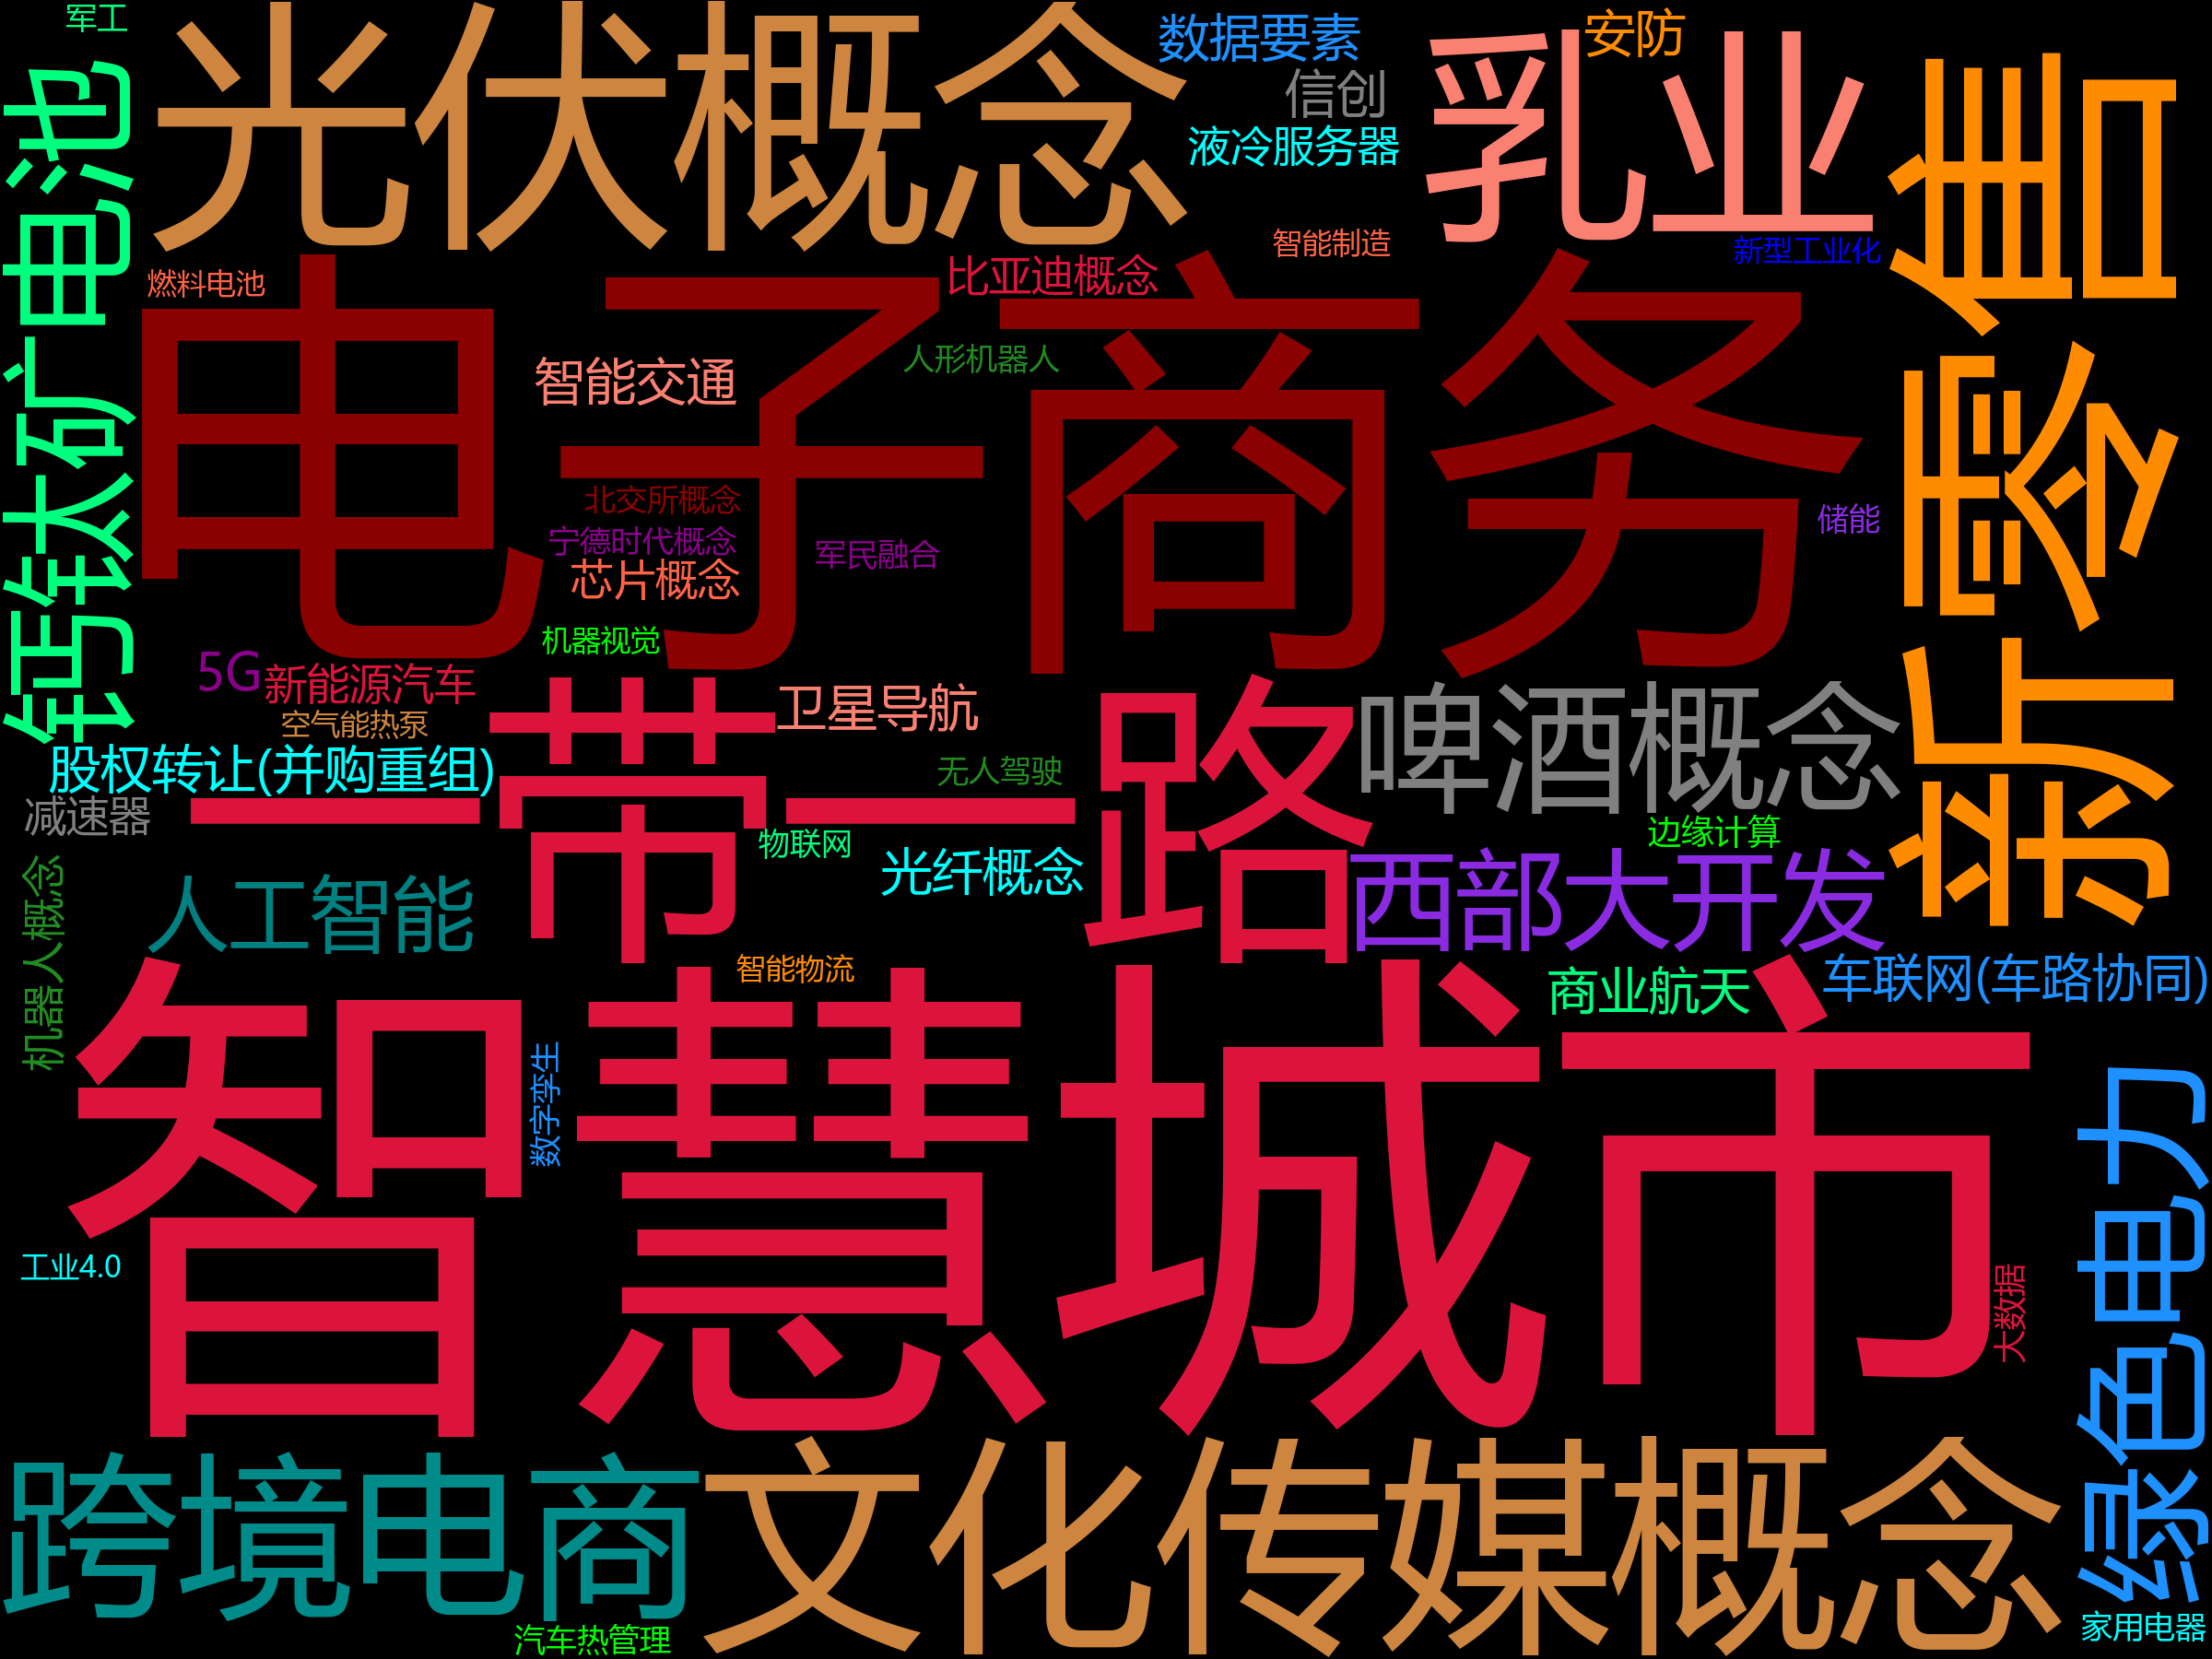 军工
光伏概念
数据要素
安防
信创
乳业
液冷服务器
新零售
钙钛矿电池
智能制造
新型工业化
燃料电池
比亚迪概念
电子商务
人形机器人
智能交通
北交所概念
储能
宁德时代概念
军民融合
芯片概念
机器视觉
5G
新能源汽车
空气能热泵
卫星导航
啤酒概念
股权转让(并购重组)
无人驾驶
一带一路
减速器
物联网
边缘计算
光纤概念
西部大开发
人工智能
机器人概念
智能物流
商业航天
车联网(车路协同)
智慧城市
数字孪生
绿色电力
工业4.0
大数据
跨境电商
文化传媒概念
汽车热管理
家用电器